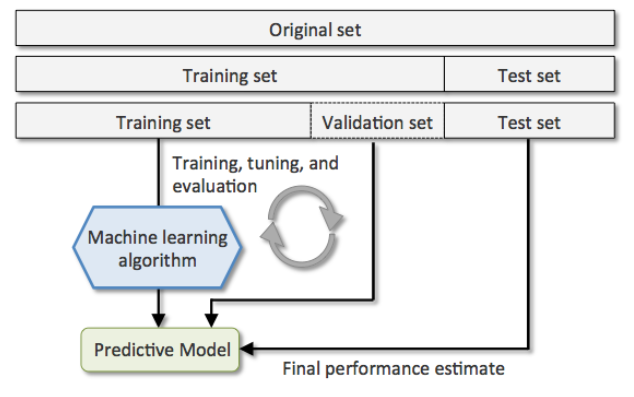 Original set
Training set
Test set
Training set
Validation set
Test set
Training, tuning, and
evaluation
Machine learning
algorithm
Predictive Model
Final performance estimate